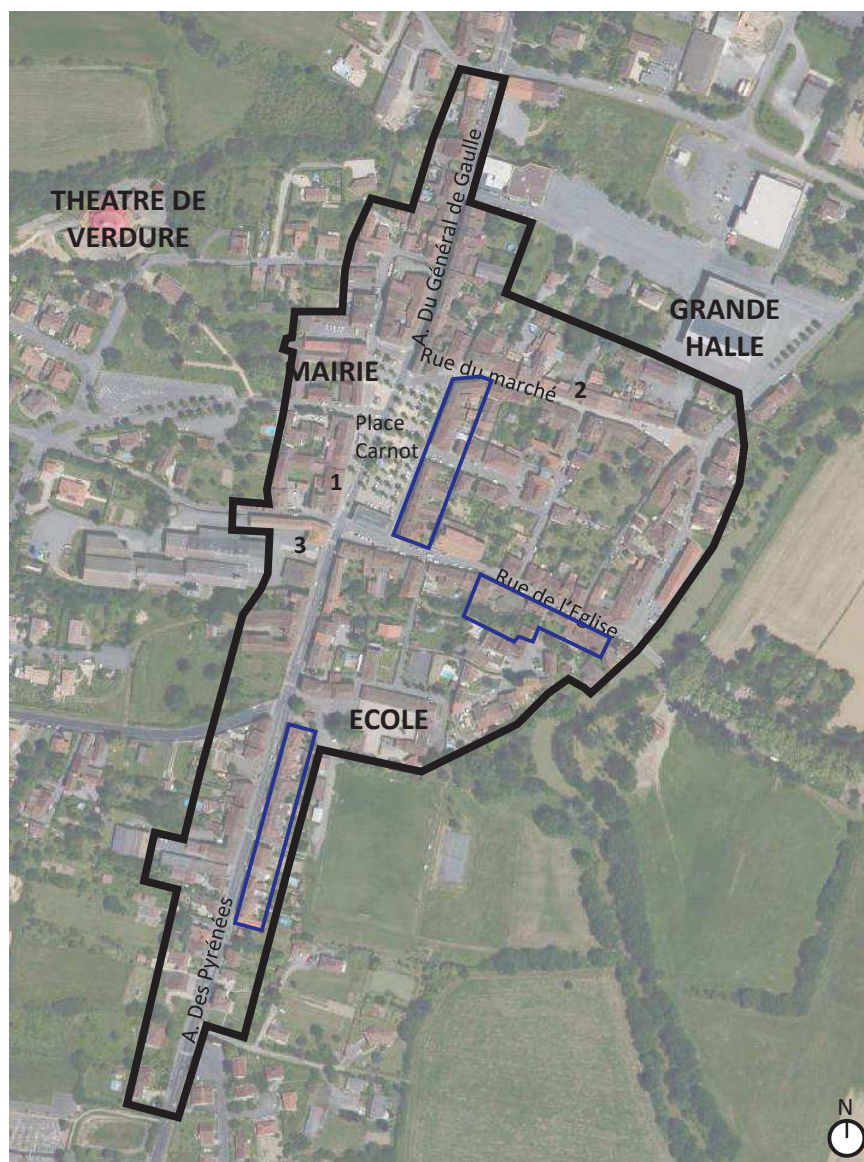 A. Du Général de Gaulle
THEATRE DE
VERDURE
GRANDE
HALLE
Rue du marché
MAIRIE
2
Place
Carnot
1
3
Rue de l'Eglise
ECOLE
A. Des Pyrénées
N